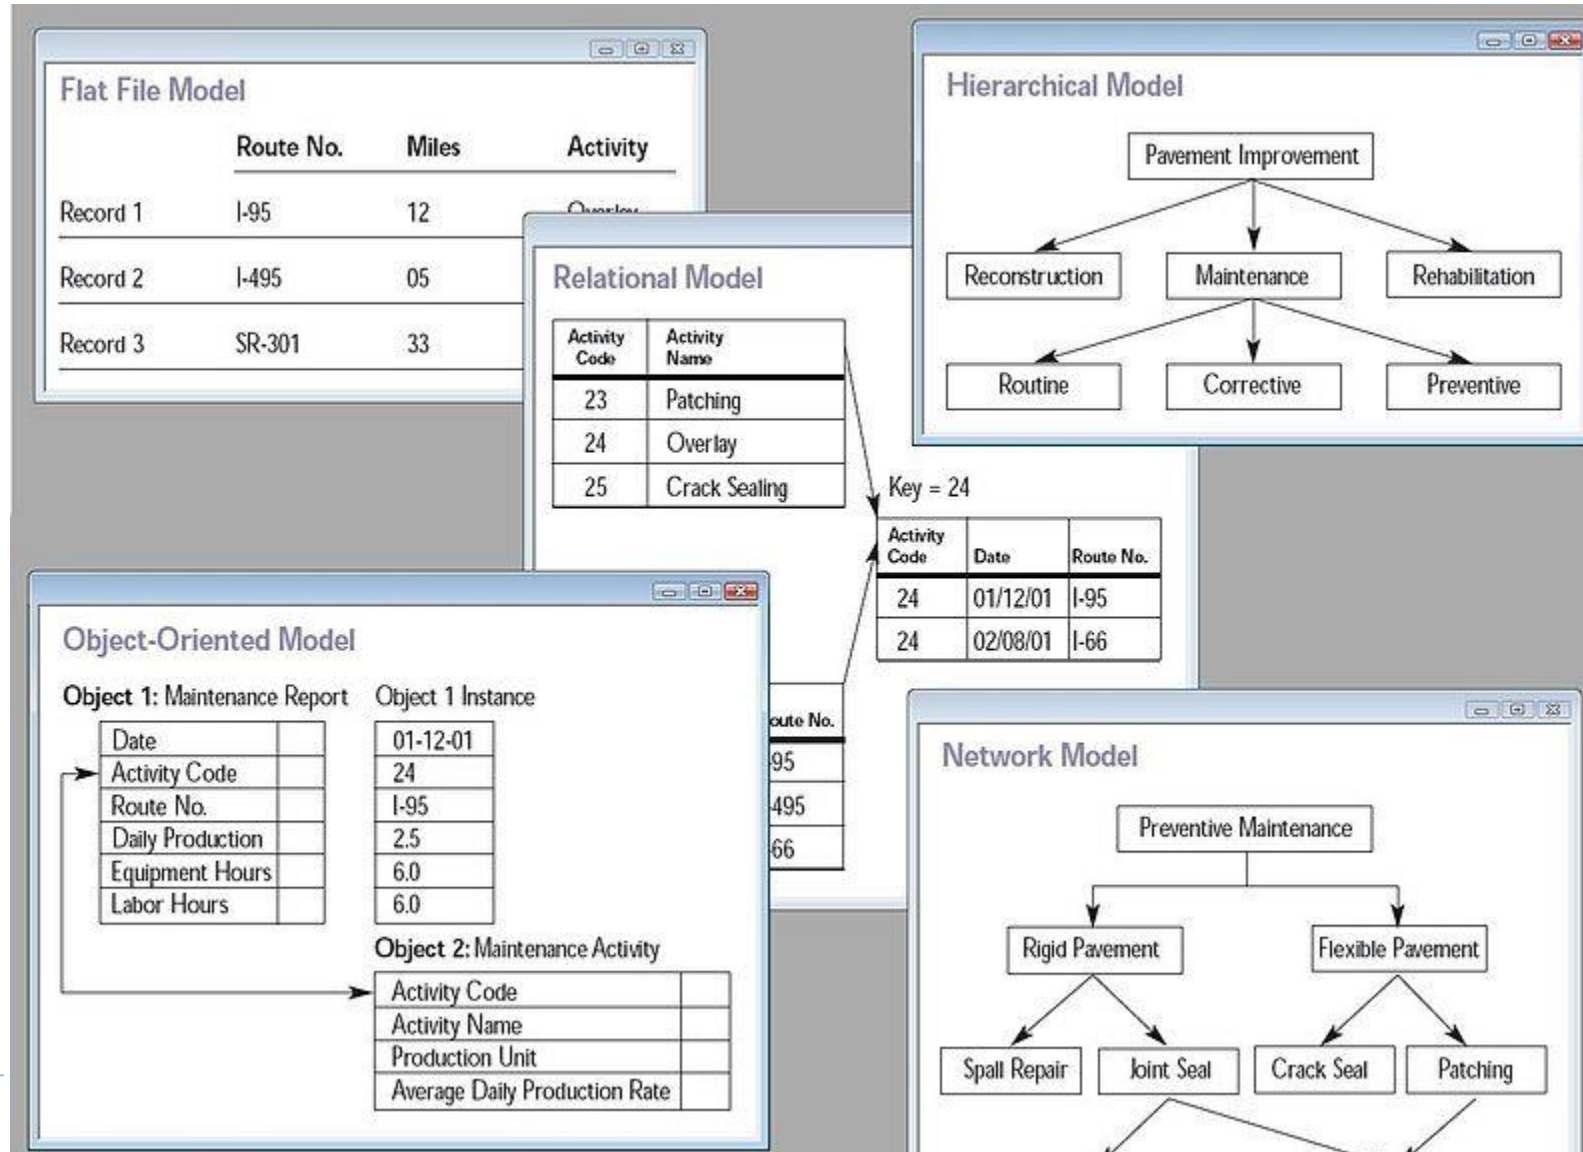 Flat File Model
Route No. Miles Activity
Record 1 I-95 12 Overlay
Record 2 I-495 05
Record 3 SR-301 33
Hierarchical Model
Pavement Improvement
Reconstruction Maintenance Rehabilitation
Routine Corrective Preventive
Relational Model
Activity Code Activity Name
23 Patching
24 Overlay
25 Crack Sealing
Key = 24
Activity Code Date Route No.
24 01/12/01 I-95
24 02/08/01 I-66
oute No.
-95
-495
-66
Object-Oriented Model
Object 1: Maintenance Report Object 1 Instance
Date 01-12-01
Activity Code 24
Route No. I-95
Daily Production 2.5
Equipment Hours 6.0
Labor Hours 6.0
Object 2: Maintenance Activity
Activity Code
Activity Name
Production Unit
Average Daily Production Rate
Network Model
Preventive Maintenance
Rigid Pavement Flexible Pavement
Spall Repair Joint Seal Crack Seal Patching